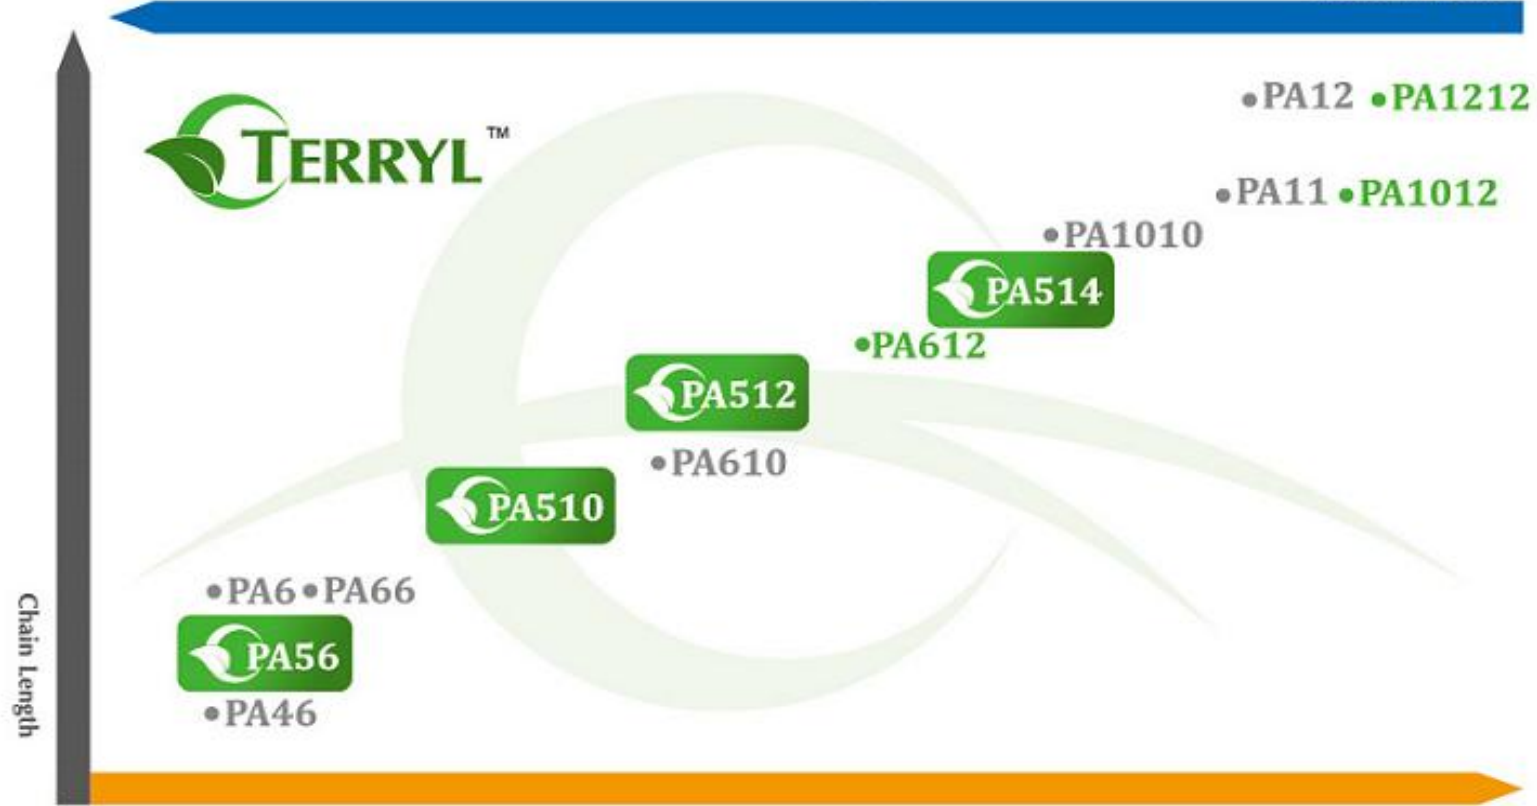 TERRYL™
•PA12 •PA1212
•PA11 •PA1012
•PA1010
PA514
•PA612
PA512
•PA610
PA510
•PA6 •PA66
PA56
•PA46
Chain Length